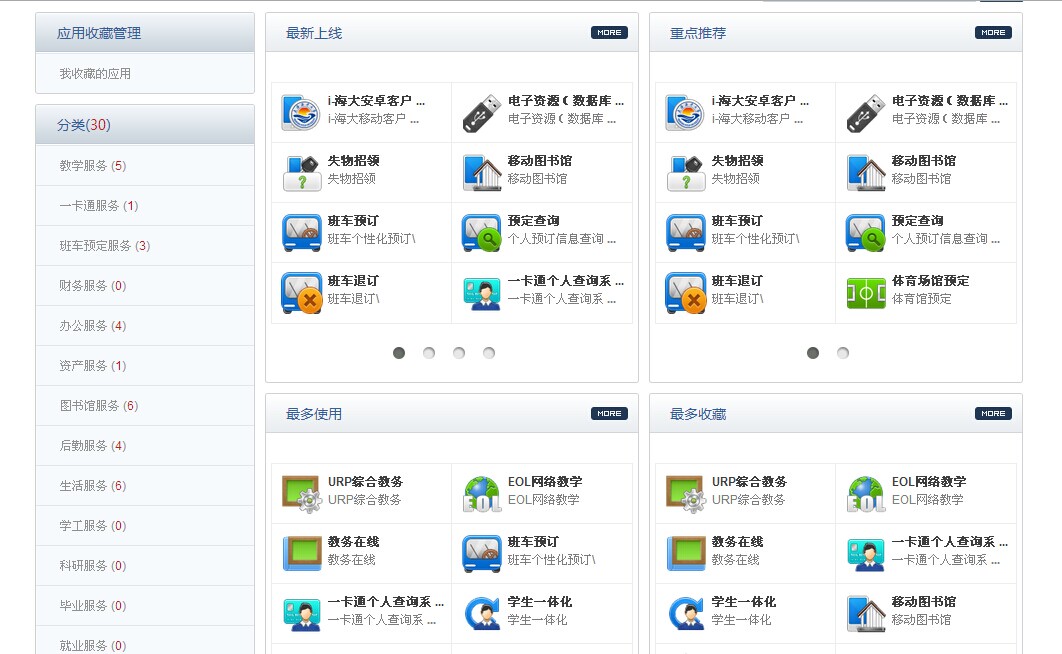 应用收藏管理
我收藏的应用
分类(30)
教学服务 (5)
一卡通服务 (1)
班车预定服务 (3)
财务服务 (0)
办公服务 (4)
资产服务 (1)
图书馆服务 (6)
后勤服务 (4)
生活服务 (6)
学工服务 (0)
科研服务 (0)
毕业服务 (0)
就业服务 (0)
最新上线
MORE
i-海大安卓客户 ...
i-海大移动客户 ...
电子资源 ( 数据库 ...
电子资源 ( 数据库 ...
失物招领
失物招领
移动图书馆
移动图书馆
班车预订
班车个性化预订\
预定查询
个人预订信息查询 ...
班车退订
班车退订\
一卡通个人查询系 ...
一卡通个人查询系 ...
重点推荐
MORE
i-海大安卓客户 ...
i-海大移动客户 ...
电子资源 ( 数据库 ...
电子资源 ( 数据库 ...
失物招领
失物招领
移动图书馆
移动图书馆
班车预订
班车个性化预订\
预定查询
个人预订信息查询 ...
班车退订
班车退订\
体育场馆预定
体育馆预定
最多使用
MORE
URP综合教务
URP综合教务
EOL网络教学
EOL网络教学
教务在线
教务在线
班车预订
班车个性化预订\
一卡通个人查询系 ...
一卡通个人查询系 ...
学生一体化
学生一体化
最多收藏
MORE
URP综合教务
URP综合教务
EOL网络教学
EOL网络教学
教务在线
教务在线
一卡通个人查询系 ...
一卡通个人查询系 ...
学生一体化
学生一体化
移动图书馆
移动图书馆